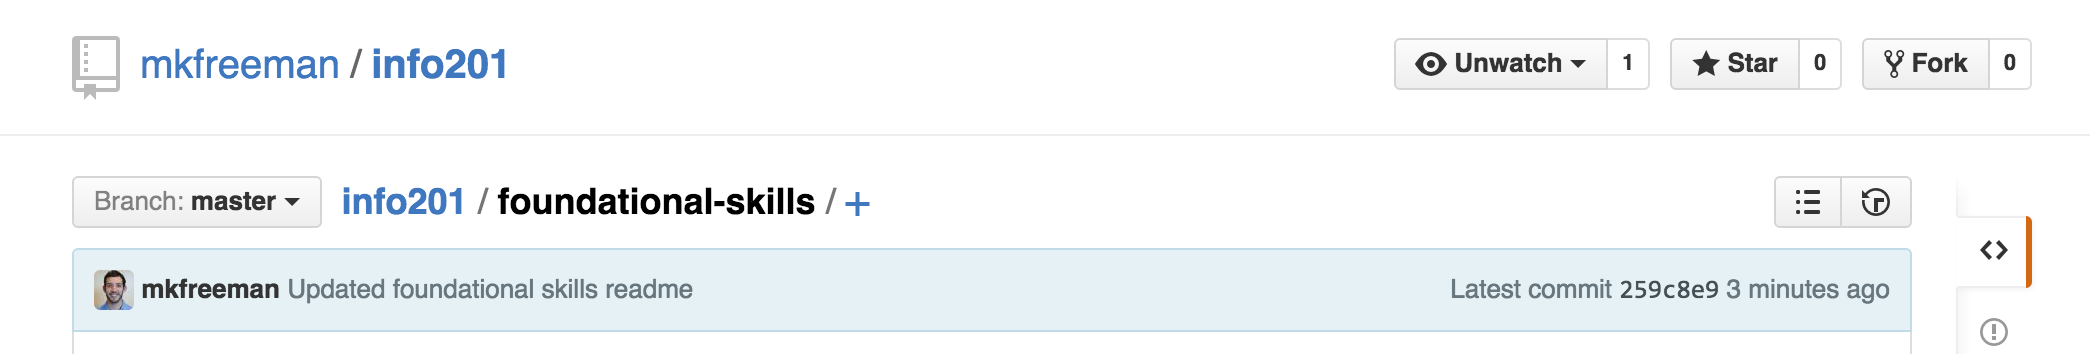 mkfreeman / info201 Unwatch 1 Star 0 Fork 0
Branch: master info201 / foundational-skills / +
mkfreeman Updated foundational skills readme Latest commit 259c8e9 3 minutes ago